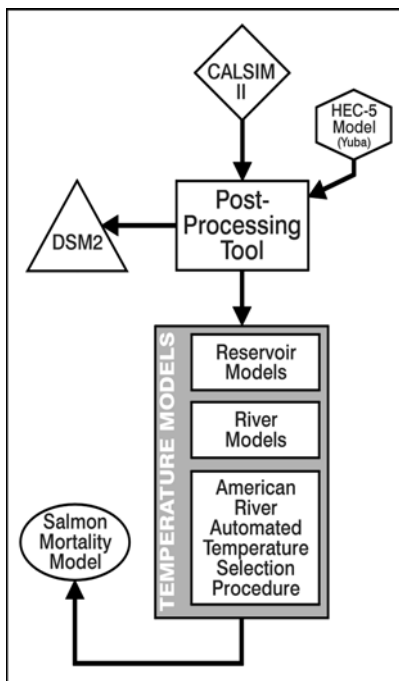 CALSIM
II
HEC-5
Model
(Yuba)
Post-
Processing
Tool
DSM2
TEMPERATURE MODELS
Reservoir
Models
River
Models
American
River
Automated
Temperature
Selection
Procedure
Salmon
Mortality
Model